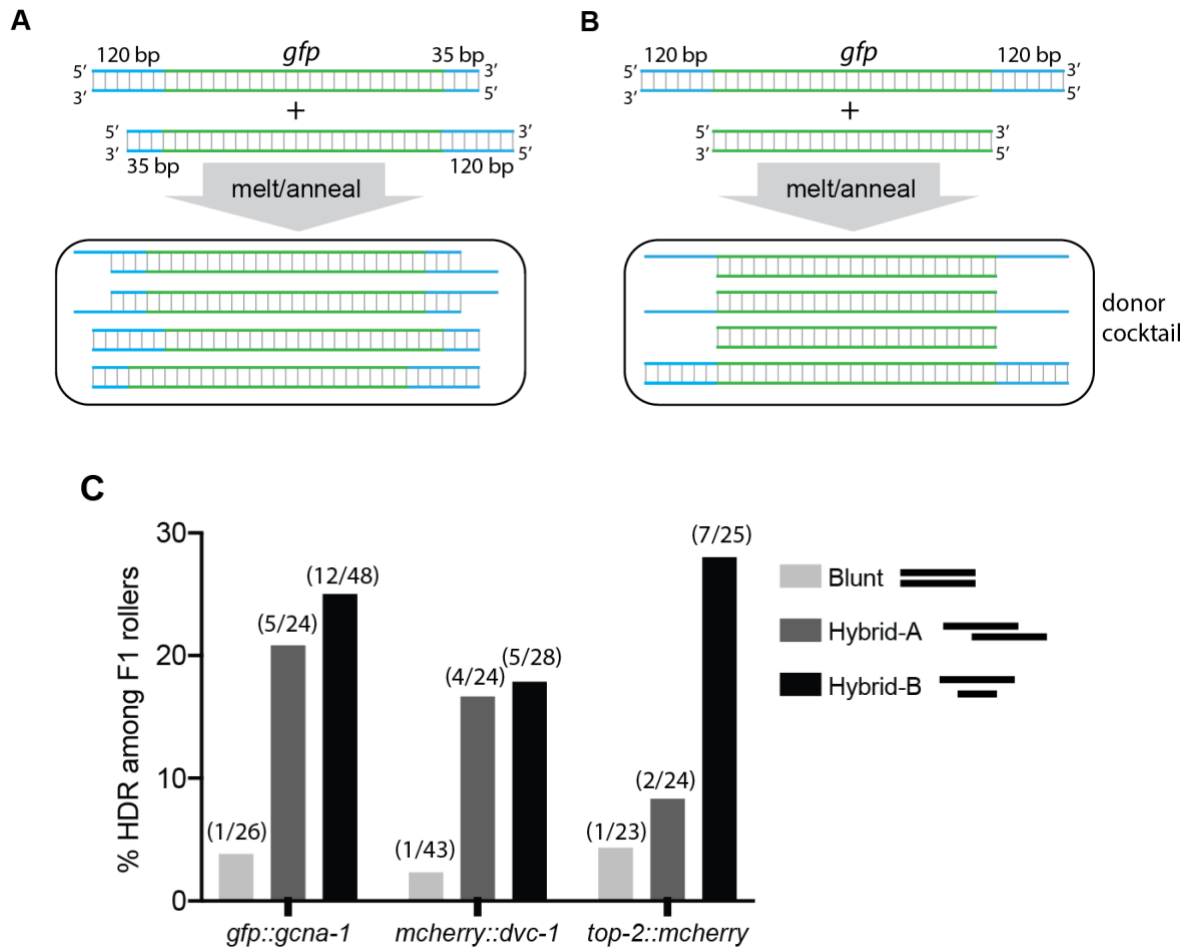 A
120 bp
gfp
35 bp
5′
3′
3′
5′
+
5′
3′
3′
5′
35 bp
120 bp
melt/anneal
B
120 bp
gfp
120 bp
5′
3′
3′
5′
+
5′
3′
3′
5′
melt/anneal
donor
cocktail
C
% HDR among F1 rollers
30
20
10
0
(1/26)
(5/24)
(12/48)
(1/43)
(4/24)
(5/28)
(1/23)
(2/24)
(7/25)
gfp::gcna-1
mcherry::dvc-1
top-2::mcherry
Blunt
Hybrid-A
Hybrid-B